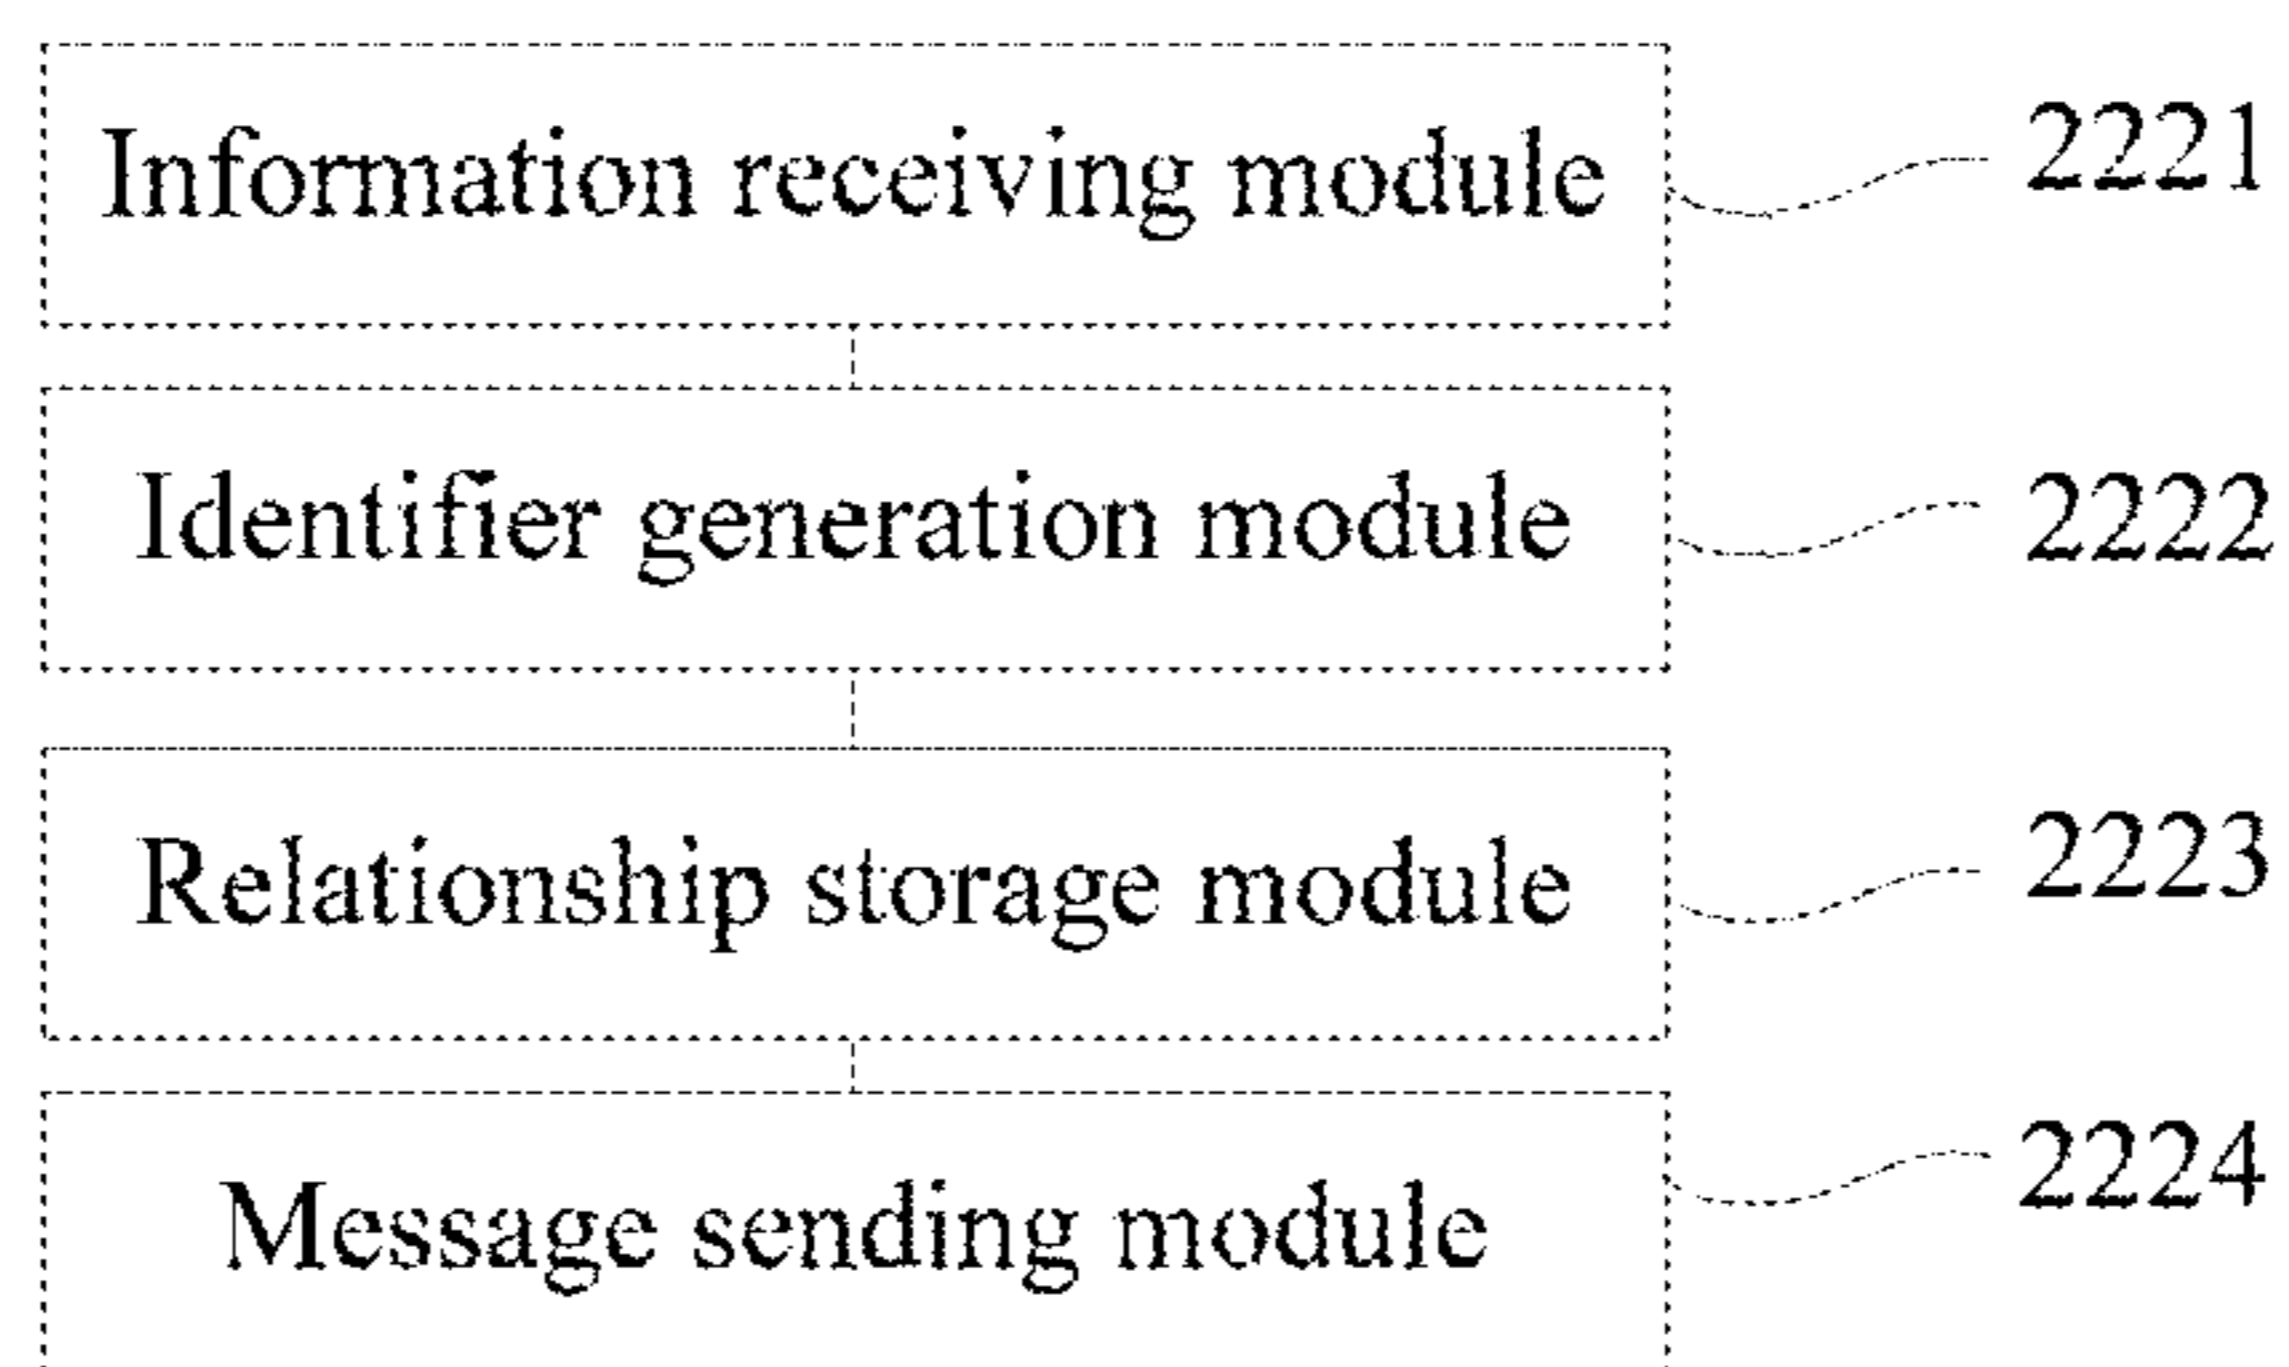 Information receiving module 2221
Identifier generation module 2222
Relationship storage module 2223
Message sending module 2224